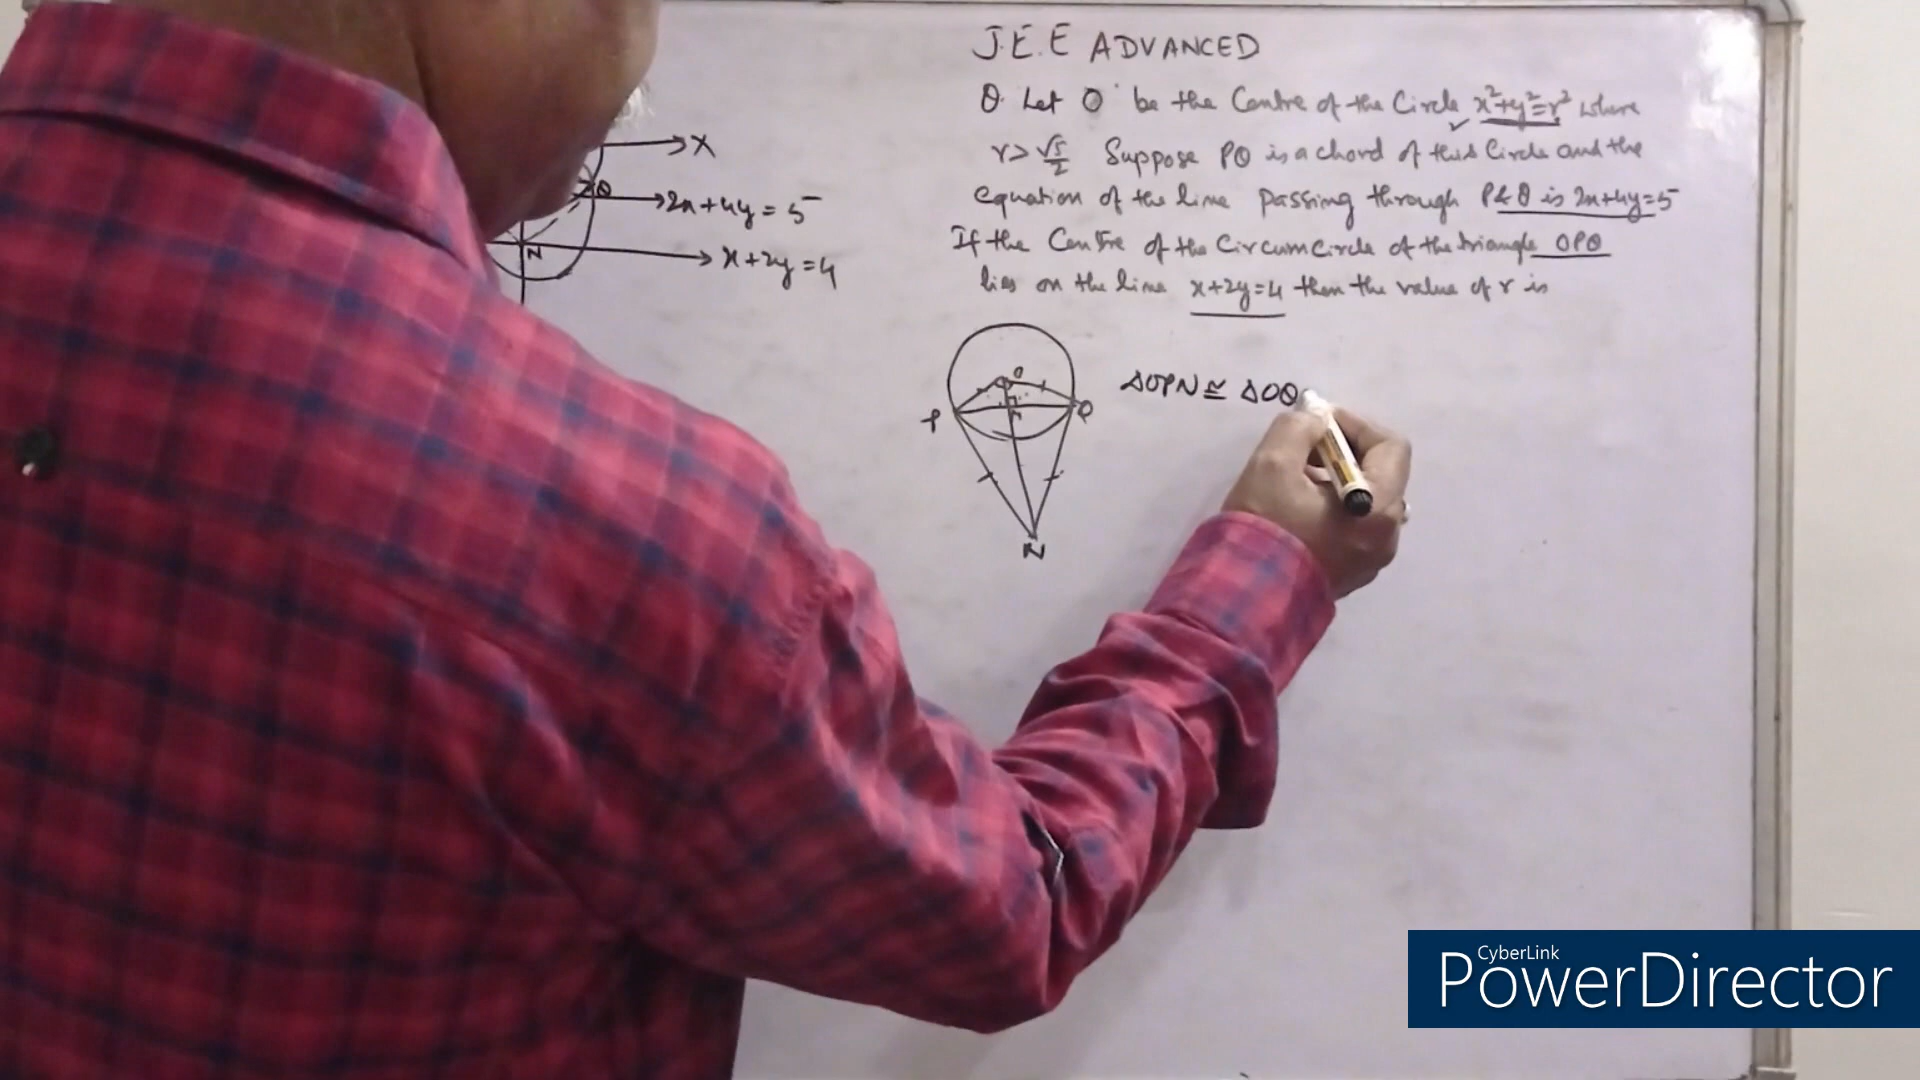 J.E.E ADVANCED
Q. Let O be the Centre of the Circle x²+y²=r² where
r> √5/2 Suppose PQ is a chord of this Circle and the
equation of the line passing through P & Q is 2x+4y=5
If the Centre of the Circumcircle of the triangle OPQ
lies on the line x+2y=4 then the value of r is
X
Q
2x+4y=5
N
x+2y=4
O
P
Q
N
ΔOPN ≅ ΔOQ
CyberLink
PowerDirector